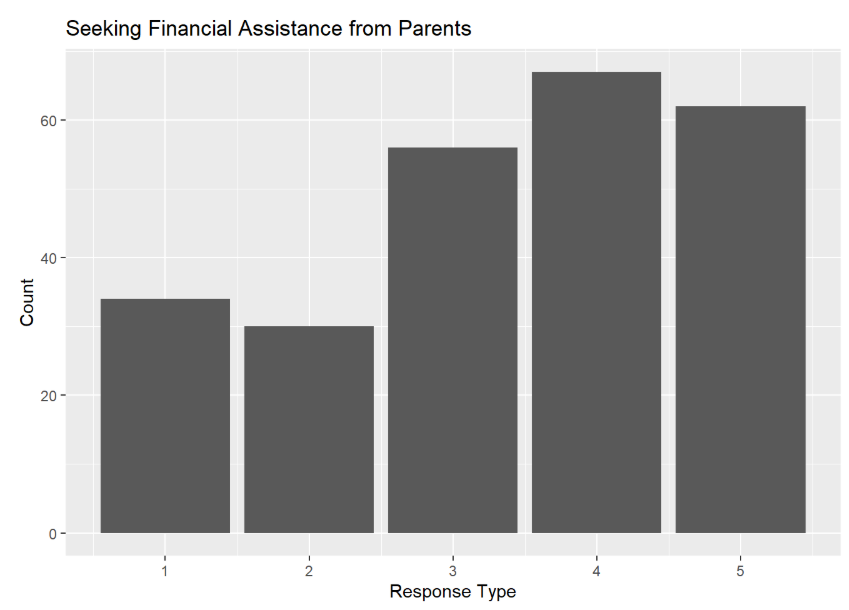 Seeking Financial Assistance from Parents
60
40
20
0
Count
1 2 3 4 5
Response Type